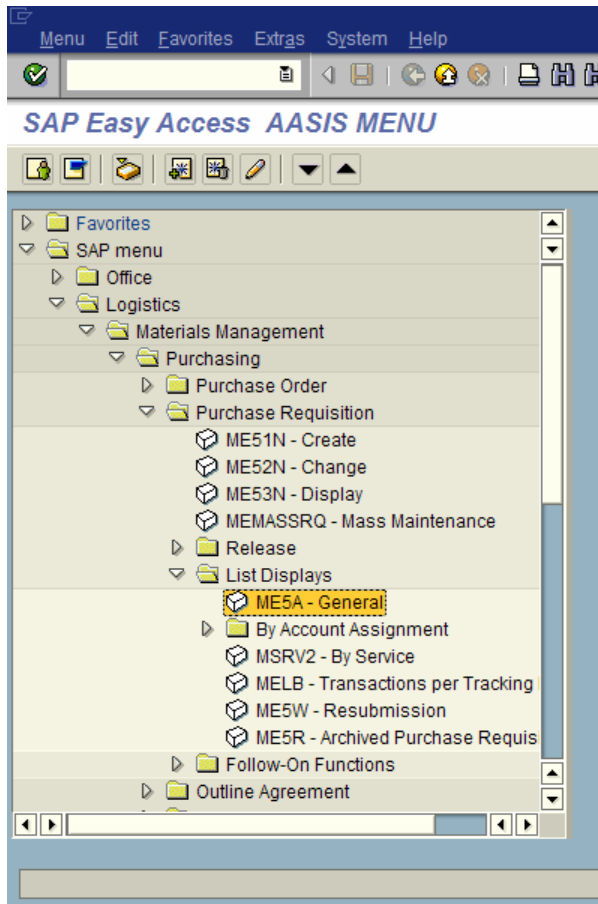 Menu Edit Favorites Extras System Help
SAP Easy Access AASIS MENU
Favorites
SAP menu
Office
Logistics
Materials Management
Purchasing
Purchase Order
Purchase Requisition
ME51N - Create
ME52N - Change
ME53N - Display
MEMASSRQ - Mass Maintenance
Release
List Displays
ME5A - General
By Account Assignment
MSRV2 - By Service
MELB - Transactions per Tracking
ME5W - Resubmission
ME5R - Archived Purchase Requis
Follow-On Functions
Outline Agreement